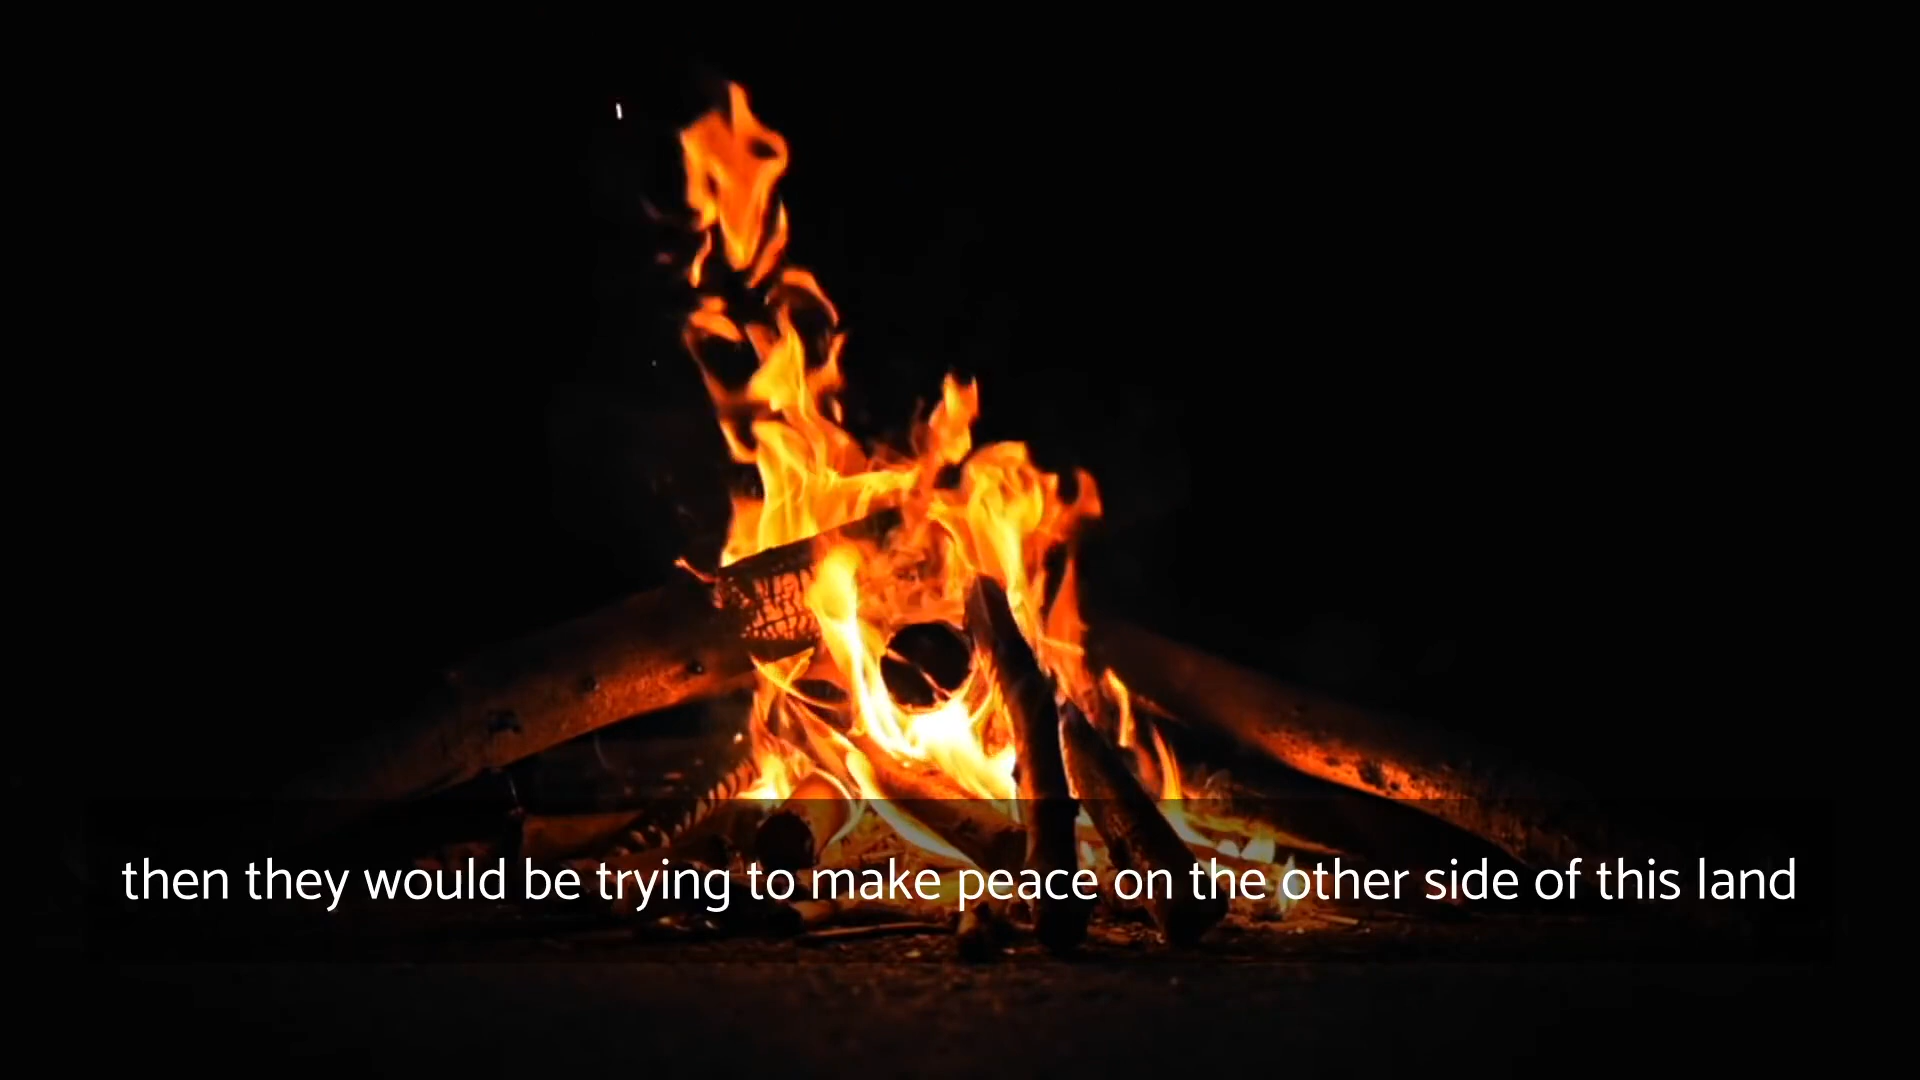 then they would be trying to make peace on the other side of this land